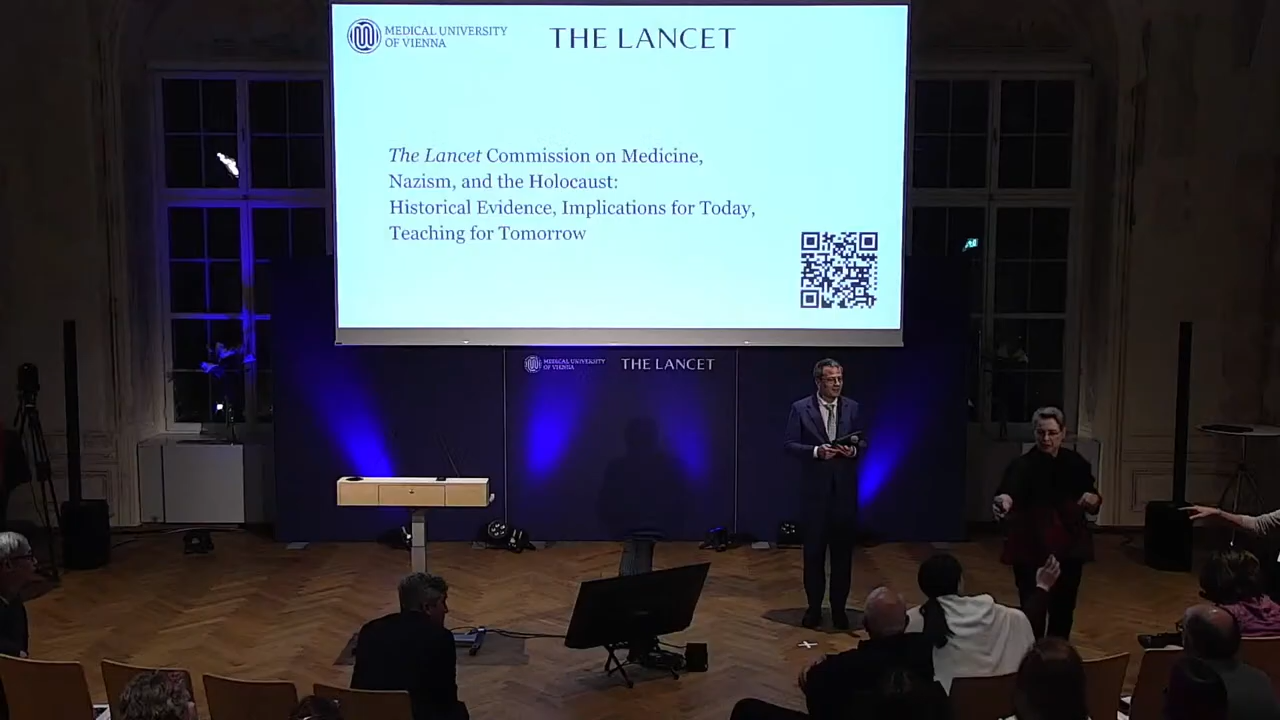 MEDICAL UNIVERSITY
OF VIENNA
THE LANCET
The Lancet Commission on Medicine,
Nazism, and the Holocaust:
Historical Evidence, Implications for Today,
Teaching for Tomorrow
MEDICAL UNIVERSITY
OF VIENNA
THE LANCET